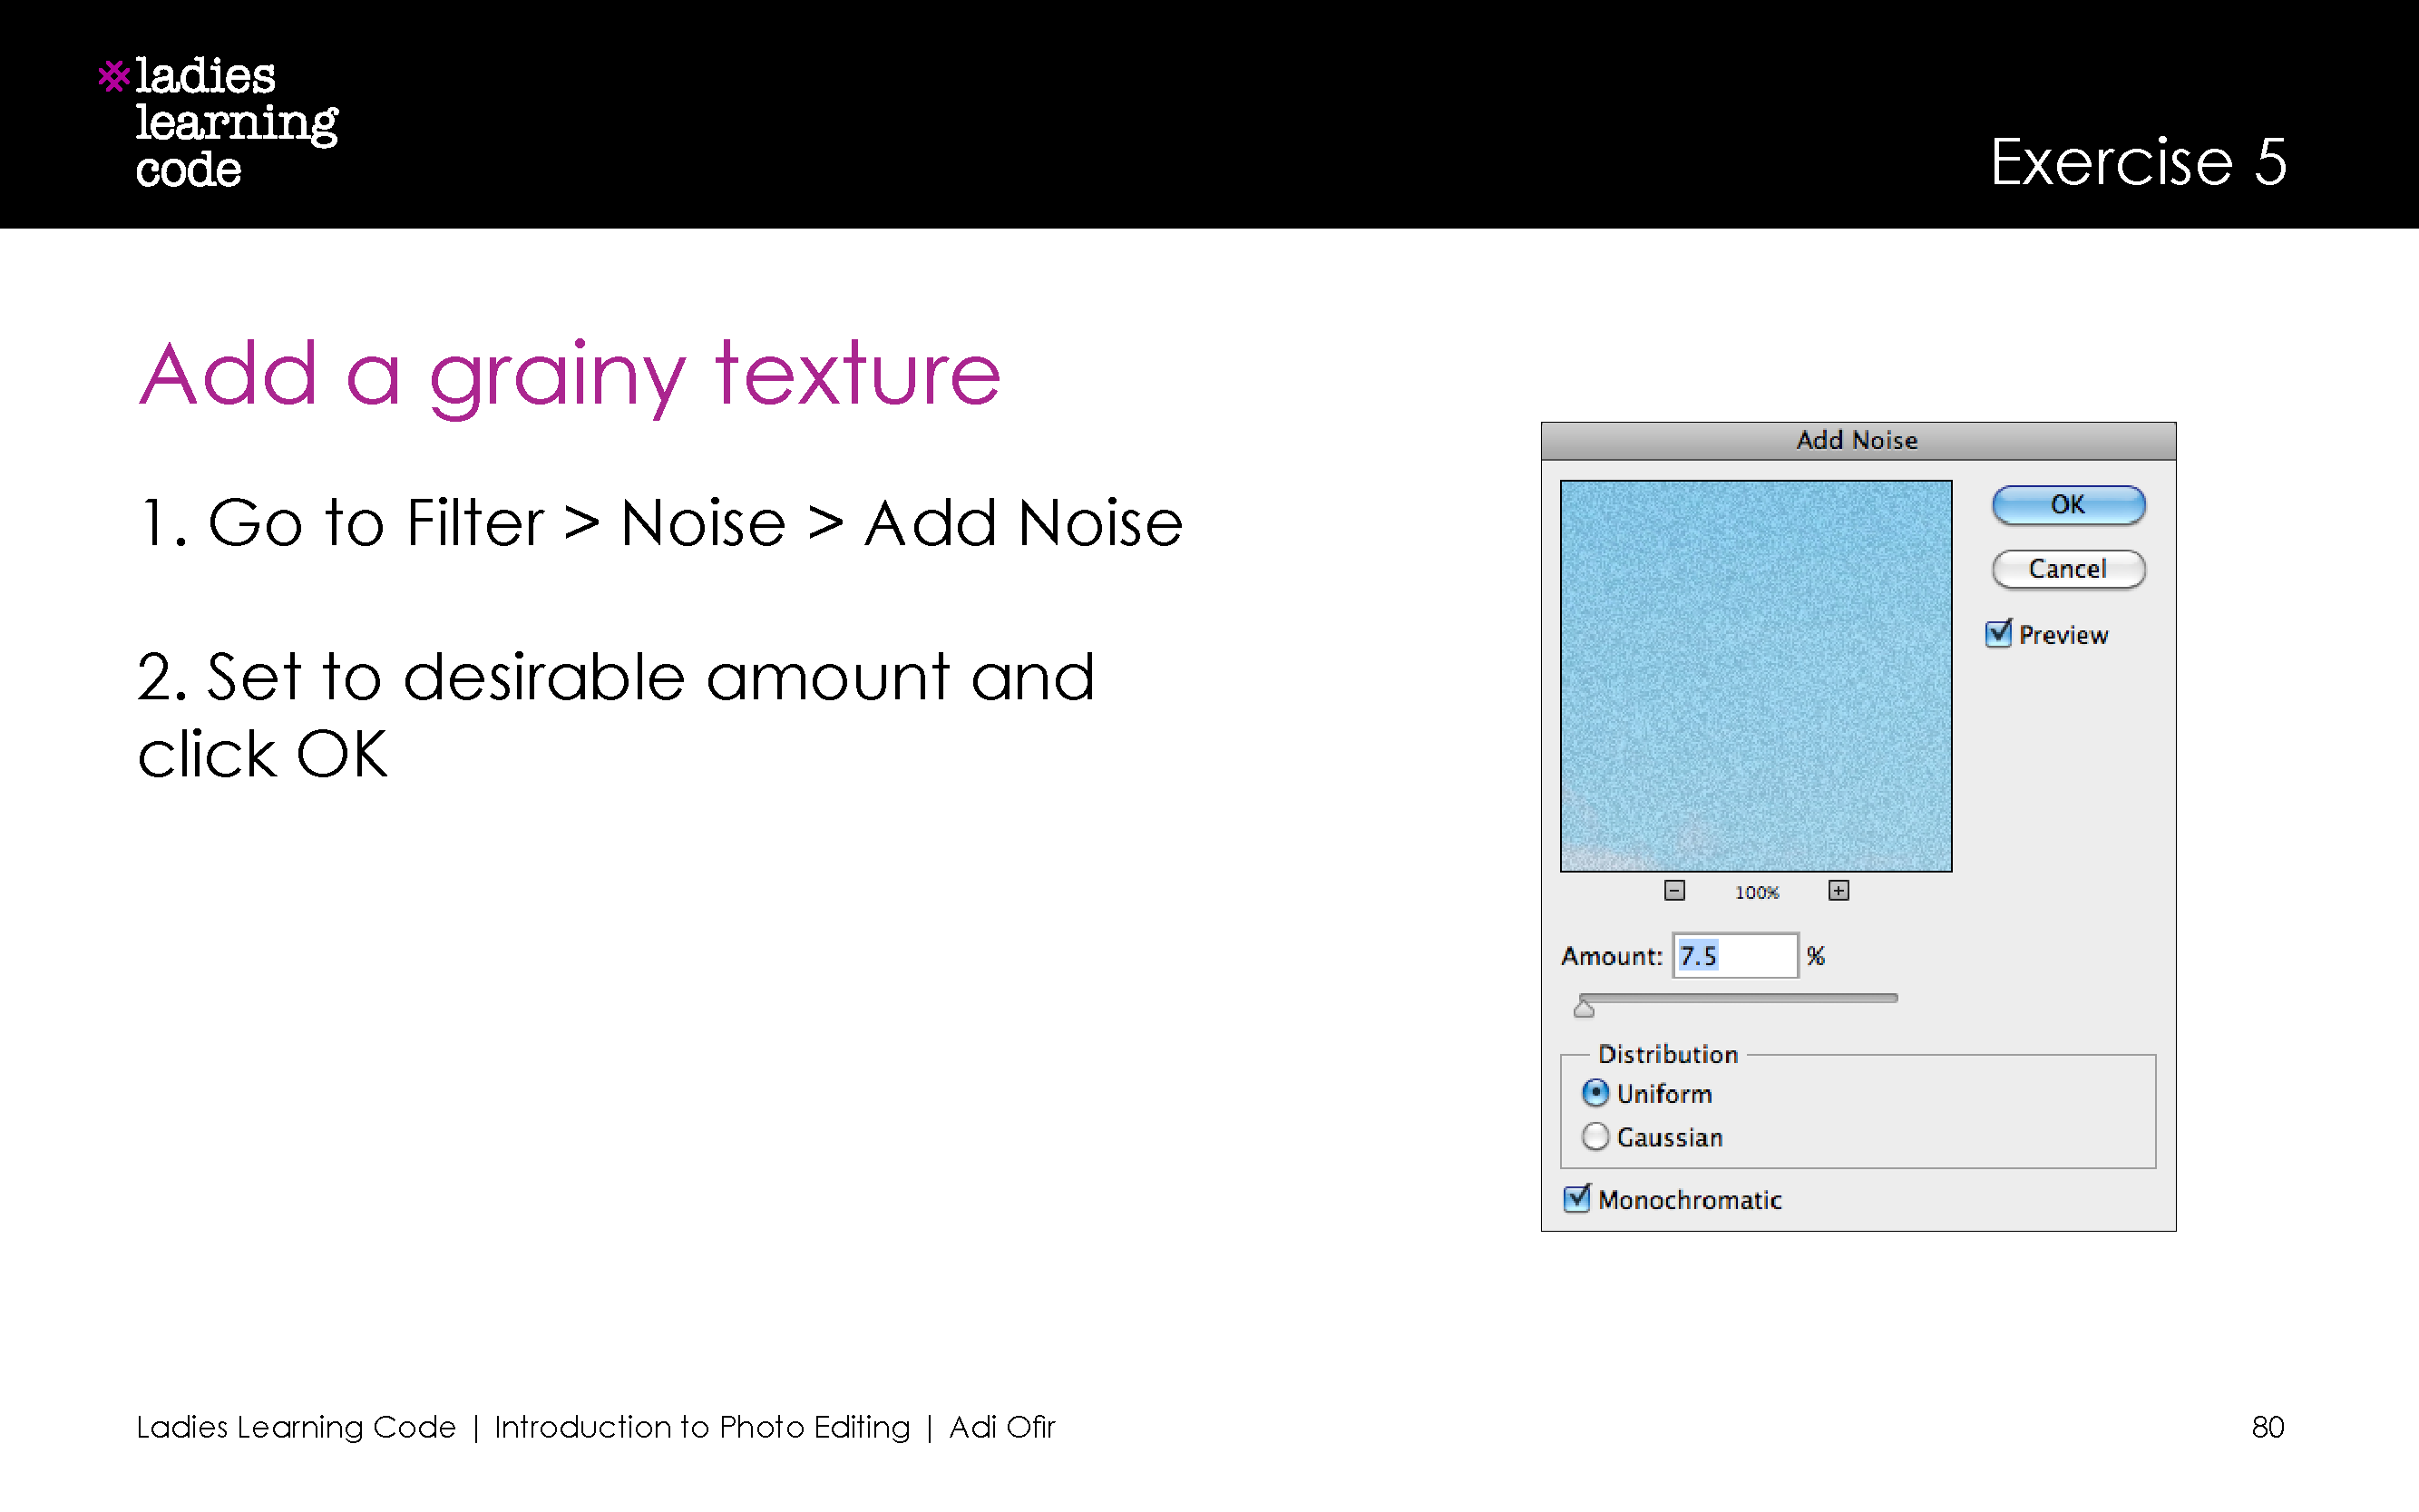 ladies
learning
code
Exercise 5
Add a grainy texture
1. Go to Filter > Noise > Add Noise
2. Set to desirable amount and
click OK
Add Noise
OK
Cancel
Preview
100%
Amount: 7.5 %
Distribution
Uniform
Gaussian
Monochromatic
Ladies Learning Code | Introduction to Photo Editing | Adi Ofir
80